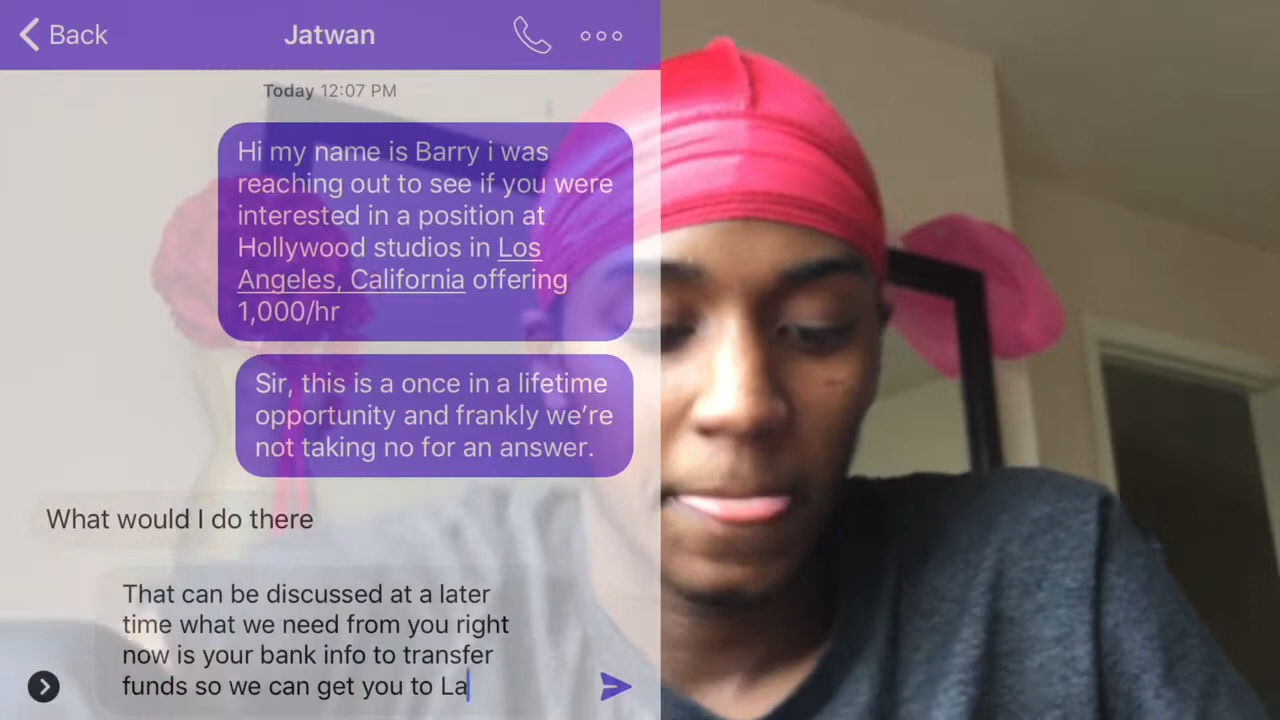 Back
Jatwan
Today 12:07 PM
Hi my name is Barry i was
reaching out to see if you were
interested in a position at
Hollywood studios in Los
Angeles, California offering
1,000/hr
Sir, this is a once in a lifetime
opportunity and frankly we’re
not taking no for an answer.
What would I do there
That can be discussed at a later
time what we need from you right
now is your bank info to transfer
funds so we can get you to La